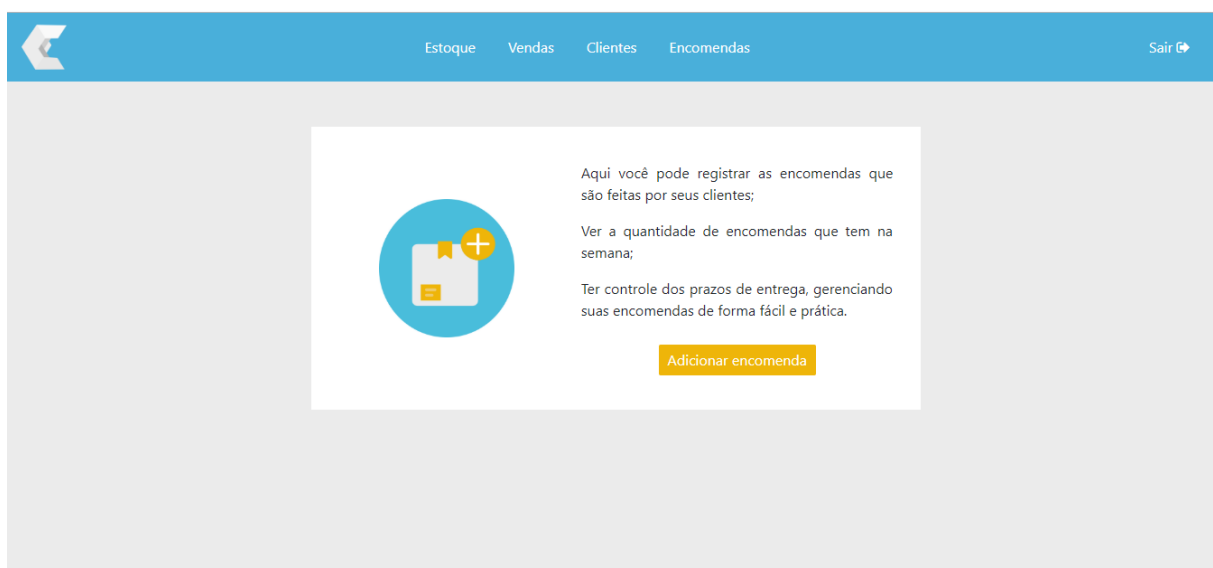 Estoque Vendas Clientes Encomendas Sair
Aqui você pode registrar as encomendas que
são feitas por seus clientes;
Ver a quantidade de encomendas que tem na
semana;
Ter controle dos prazos de entrega, gerenciando
suas encomendas de forma fácil e prática.
Adicionar encomenda